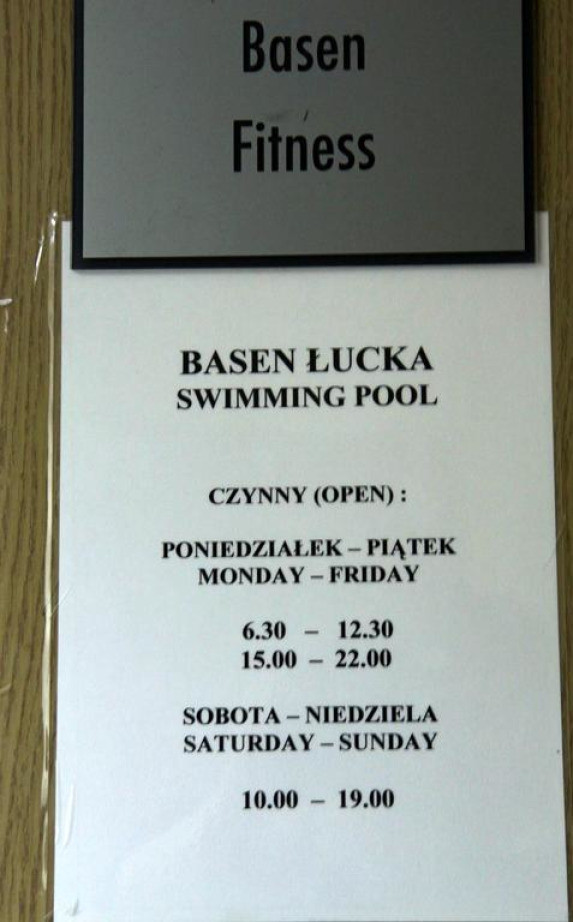 Basen
Fitness
BASEN ŁUCKA
SWIMMING POOL
CZYNNY (OPEN) :
PONIEDZIAŁEK – PIĄTEK
MONDAY – FRIDAY
6.30 – 12.30
15.00 – 22.00
SOBOTA – NIEDZIELA
SATURDAY – SUNDAY
10.00 – 19.00